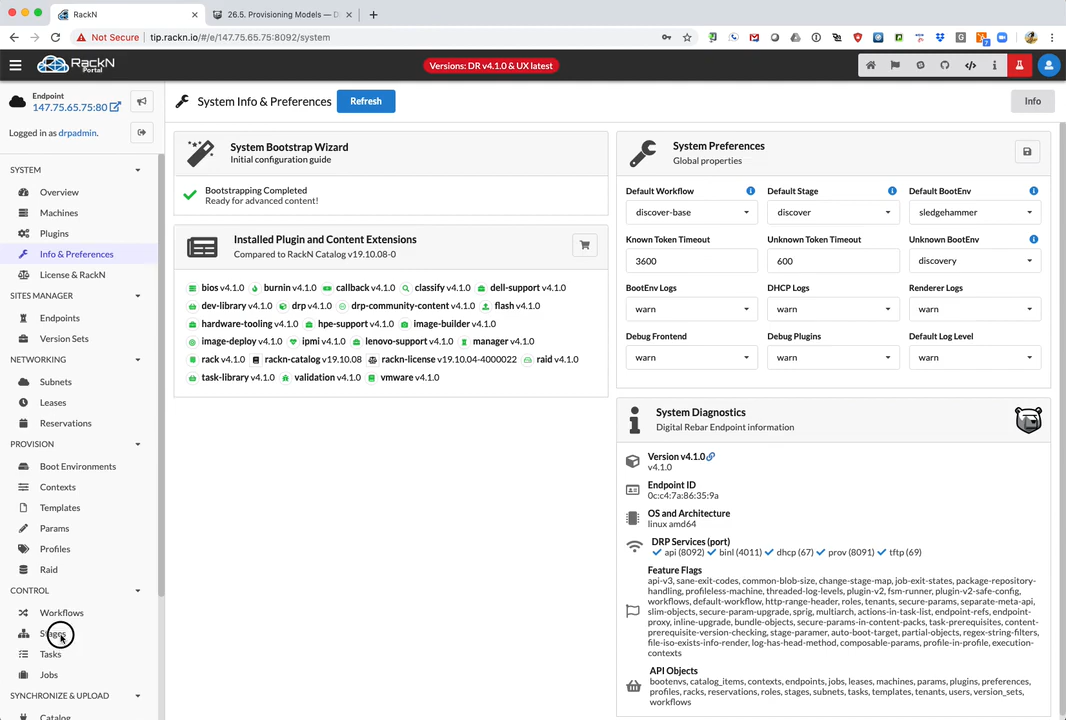 RackN
26.5. Provisioning Models — D
Not Secure
tip.rackn.io/#/e/147.75.65.75:8092/system
RackN
Portal
Versions: DR v4.1.0 & UX latest
Endpoint
147.75.65.75:80
Logged in as drpadmin.
SYSTEM
Overview
Machines
Plugins
Info & Preferences
License & RackN
SITES MANAGER
Endpoints
Version Sets
NETWORKING
Subnets
Leases
Reservations
PROVISION
Boot Environments
Contexts
Templates
Params
Profiles
Raid
CONTROL
Workflows
Stages
Tasks
Jobs
SYNCHRONIZE & UPLOAD
Catalog
System Info & Preferences
Refresh
Info
System Bootstrap Wizard
Initial configuration guide
Bootstrapping Completed
Ready for advanced content!
Installed Plugin and Content Extensions
Compared to RackN Catalog v19.10.08-0
bios v4.1.0 burnin v4.1.0 callback v4.1.0 classify v4.1.0 dell-support v4.1.0
dev-library v4.1.0 drp v4.1.0 drp-community-content v4.1.0 flash v4.1.0
hardware-tooling v4.1.0 hpe-support v4.1.0 image-builder v4.1.0
image-deploy v4.1.0 ipmi v4.1.0 lenovo-support v4.1.0 manager v4.1.0
rack v4.1.0 rackn-catalog v19.10.08 rackn-license v19.10.04-4000022 raid v4.1.0
task-library v4.1.0 validation v4.1.0 vmware v4.1.0
System Preferences
Global properties
Default Workflow Default Stage Default BootEnv
discover-base discover sledgehammer
Known Token Timeout Unknown Token Timeout Unknown BootEnv
3600 600 discovery
BootEnv Logs DHCP Logs Renderer Logs
warn warn warn
Debug Frontend Debug Plugins Default Log Level
warn warn warn
System Diagnostics
Digital Rebar Endpoint information
Version v4.1.0
v4.1.0
Endpoint ID
0c:c4:7a:86:35:9a
OS and Architecture
linux amd64
DRP Services (port)
api (8092) binl (4011) dhcp (67) prov (8091) tftp (69)
Feature Flags
api-v3, sane-exit-codes, common-blob-size, change-stage-map, job-exit-states, package-repository-
handling, profileless-machine, threaded-log-levels, plugin-v2, fsm-runner, plugin-v2-safe-config,
workflows, default-workflow, http-range-header, roles, tenants, secure-params, separate-meta-api,
slim-objects, secure-param-upgrade, sprig, multiarch, actions-in-task-list, endpoint-refs, endpoint-
proxy, inline-upgrade, bundle-objects, secure-params-in-content-packs, task-prerequisites, content-
prerequisite-version-checking, stage-paramer, auto-boot-target, partial-objects, regex-string-filters,
file-iso-exists-info-render, log-has-head-method, composable-params, profile-in-profile, execution-
contexts
API Objects
bootenvs, catalog_items, contexts, endpoints, jobs, leases, machines, params, plugins, preferences,
profiles, racks, reservations, roles, stages, subnets, tasks, templates, tenants, users, version_sets,
workflows